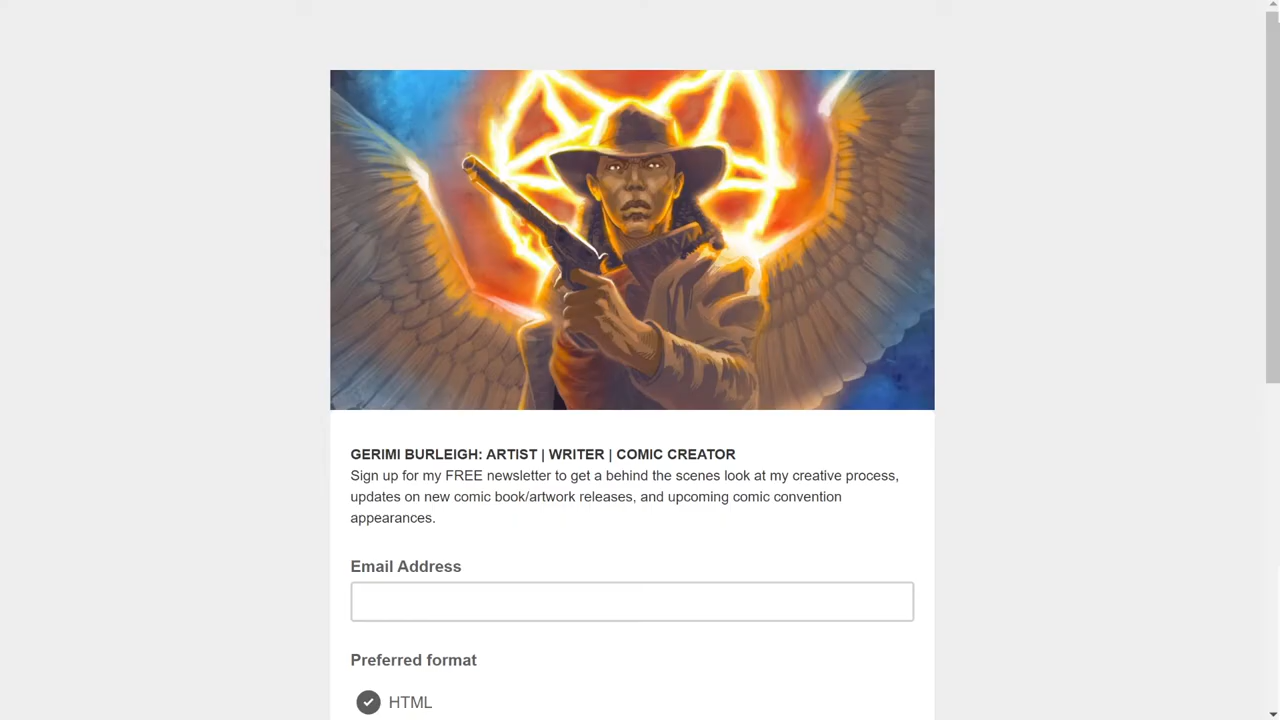 GERIMI BURLEIGH: ARTIST | WRITER | COMIC CREATOR
Sign up for my FREE newsletter to get a behind the scenes look at my creative process,
updates on new comic book/artwork releases, and upcoming comic convention
appearances.
Email Address
Preferred format
HTML